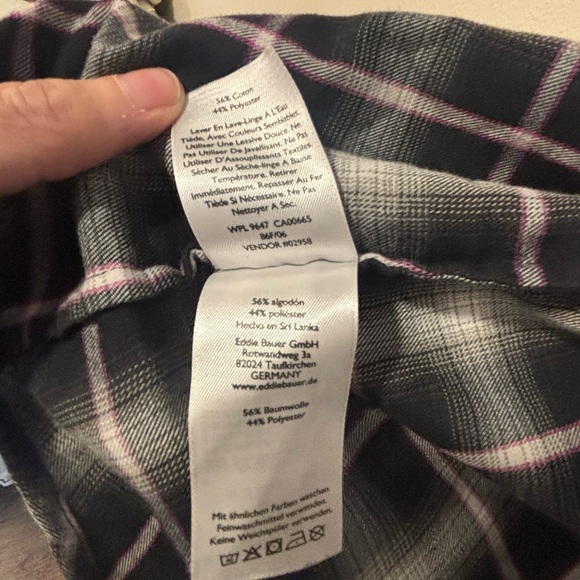 56% Coton
44% Polyester
Laver En Lave-Linge À L'Eau
Tiède, Avec Couleurs Semblables.
Utiliser Une Lessive Douce. Ne
Pas Utiliser De Javellisant. Ne Pas
Utiliser D'Assouplissants Textiles.
Sécher Au Sèche-linge À Basse
Température. Retirer
Immédiatement. Repasser Au Fer
Tiède Si Nécessaire. Ne Pas
Nettoyer À Sec.
WPL 9647 CA00665
86F/06
VENDOR #02958
56% algodón
44% poliéster
Hecho en Sri Lanka
Eddie Bauer GmbH
Rotwandweg 3a
82024 Taufkirchen
GERMANY
www.eddiebauer.de
56% Baumwolle
44% Polyester
Mit ähnlichen Farben waschen
Feinwaschmittel verwenden.
Keine Weichspüler verwenden.